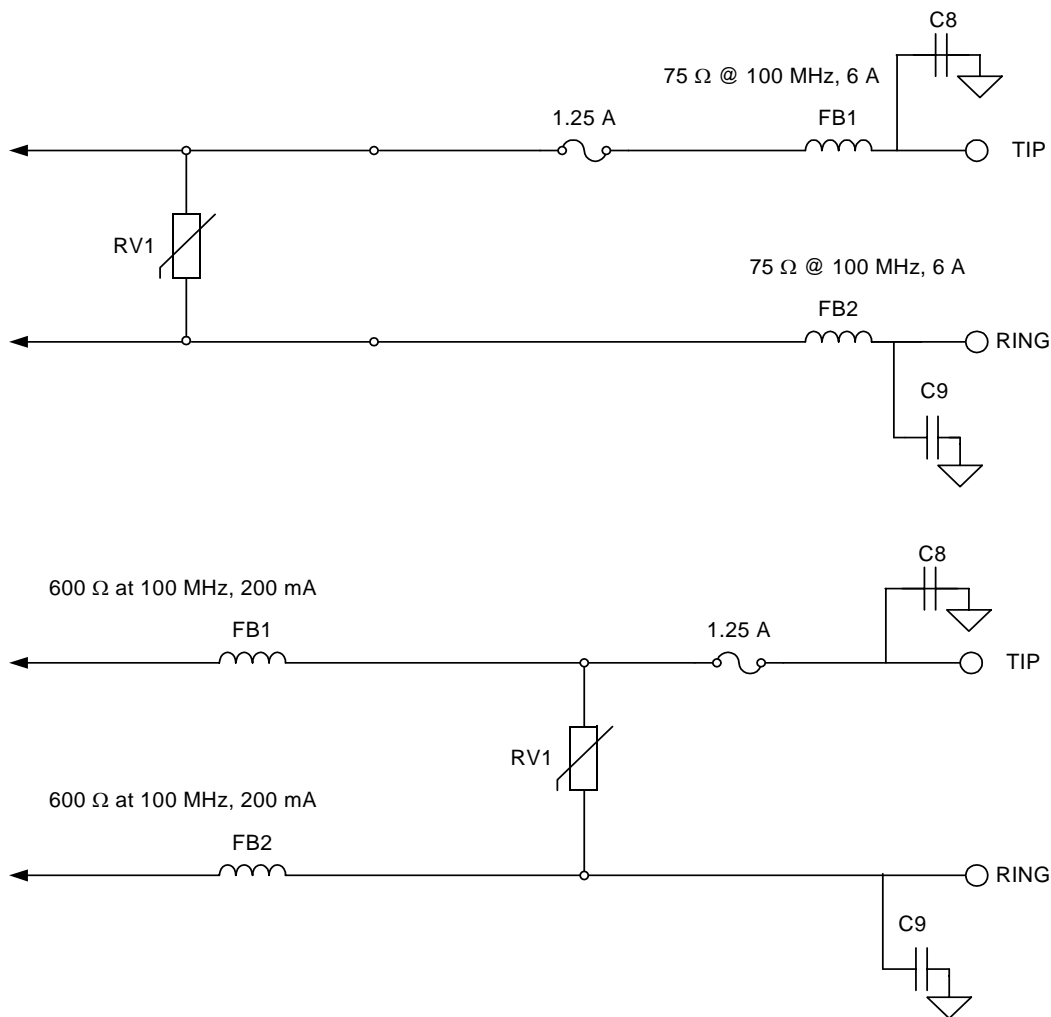 C8
75 Ω @ 100 MHz, 6 A
1.25 A
FB1
TIP
RV1
75 Ω @ 100 MHz, 6 A
FB2
RING
C9
C8
600 Ω at 100 MHz, 200 mA
FB1
1.25 A
TIP
RV1
600 Ω at 100 MHz, 200 mA
FB2
RING
C9